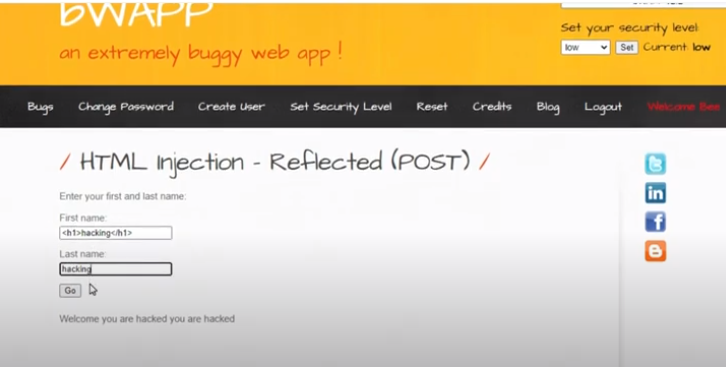 bWAPP
an extremely buggy web app !
Set your security level:
low Set Current: low
Bugs Change Password Create User Set Security Level Reset Credits Blog Logout Welcome Bee
/ HTML Injection - Reflected (POST) /
Enter your first and last name:
First name:
<h1>hacking</h1>
Last name:
hacking
Go
Welcome you are hacked you are hacked